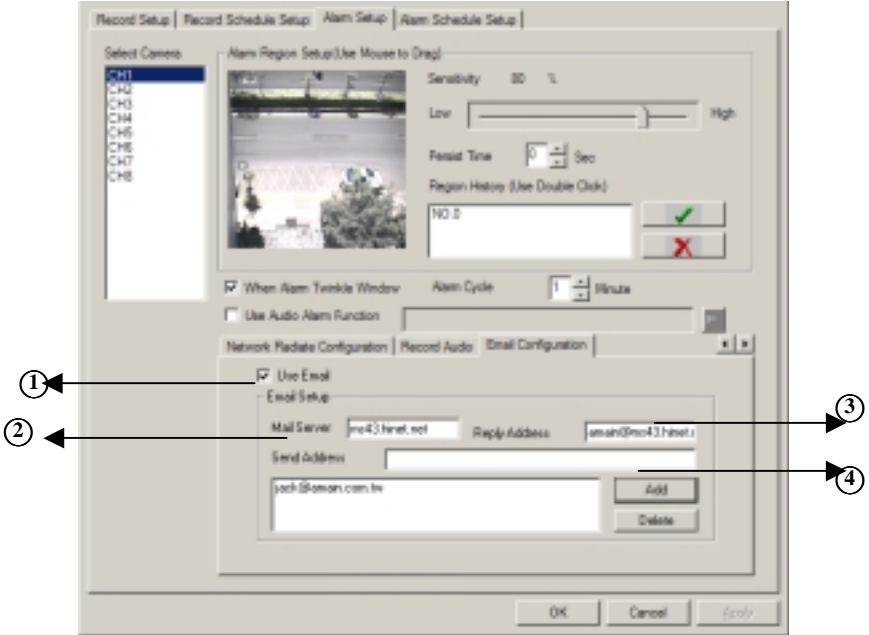 Record Setup Record Schedule Setup Alarm Setup Alarm Schedule Setup
Select Camera
CH1
CH2
CH3
CH4
CH5
CH6
CH7
CH8
Alarm Region Setup(Use Mouse to Drag)
Sensitivity 80 %
Low High
Persist Time 0 Sec
Region History (Use Double Click)
NO.0
When Alarm Twinkle Window Alarm Cycle 1 Minute
Use Audio Alarm Function
Network Radiate Configuration Record Audio Email Configuration
1 Use Email
Email Setup
2 Mail Server ms43.hinet.net Reply Address 3
Send Address 4
jack@amain.com.tw
Add
Delete
OK Cancel Apply